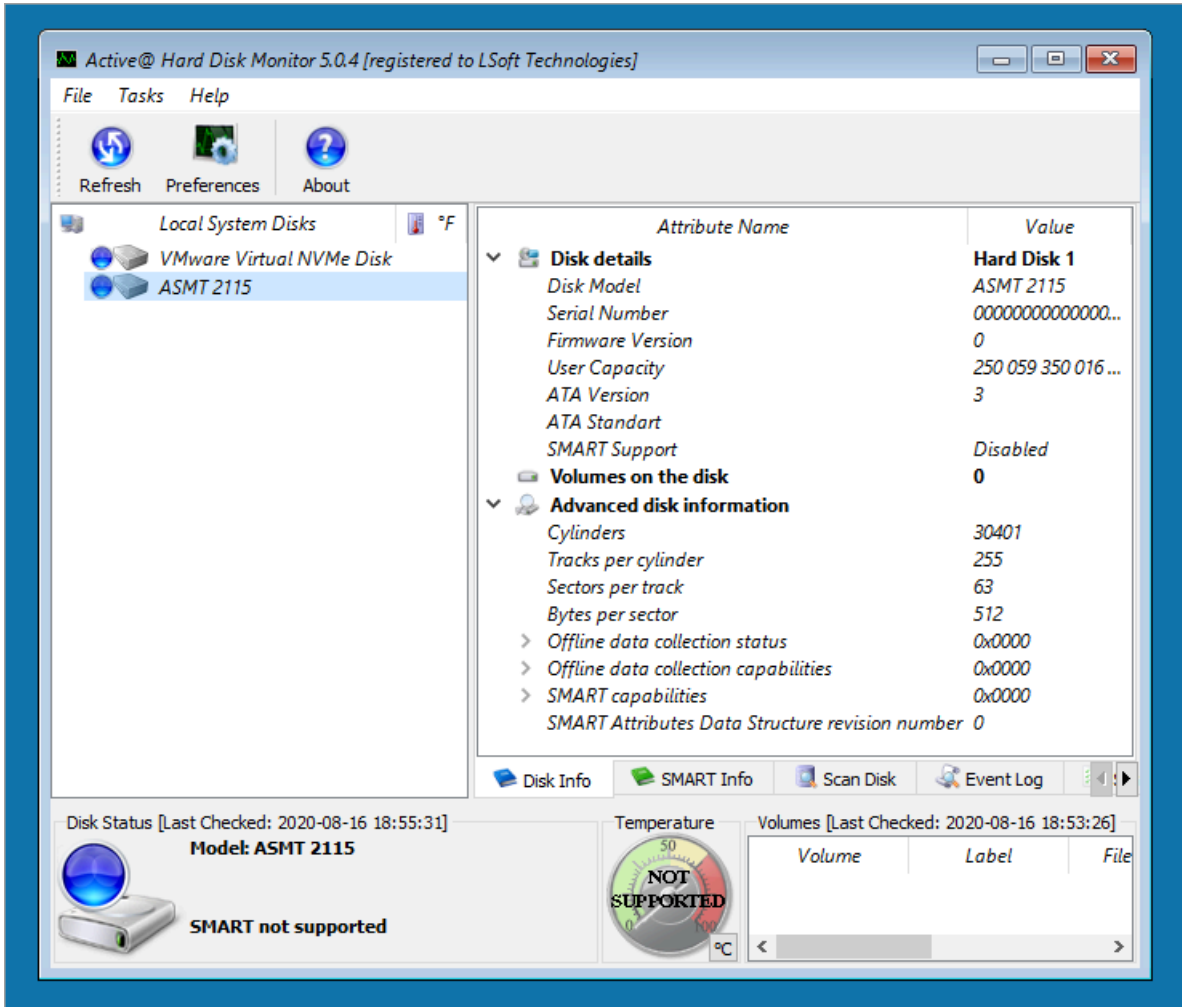 Active@ Hard Disk Monitor 5.0.4 [registered to LSoft Technologies]
File Tasks Help
Refresh Preferences About
Local System Disks °F
VMware Virtual NVMe Disk
ASMT 2115
Attribute Name Value
Disk details Hard Disk 1
Disk Model ASMT 2115
Serial Number 00000000000000...
Firmware Version 0
User Capacity 250 059 350 016 ...
ATA Version 3
ATA Standart
SMART Support Disabled
Volumes on the disk 0
Advanced disk information
Cylinders 30401
Tracks per cylinder 255
Sectors per track 63
Bytes per sector 512
Offline data collection status 0x0000
Offline data collection capabilities 0x0000
SMART capabilities 0x0000
SMART Attributes Data Structure revision number 0
Disk Info SMART Info Scan Disk Event Log
Disk Status [Last Checked: 2020-08-16 18:55:31]
Model: ASMT 2115
SMART not supported
Temperature
50
NOT
SUPPORTED
0 100
°C
Volumes [Last Checked: 2020-08-16 18:53:26]
Volume Label File